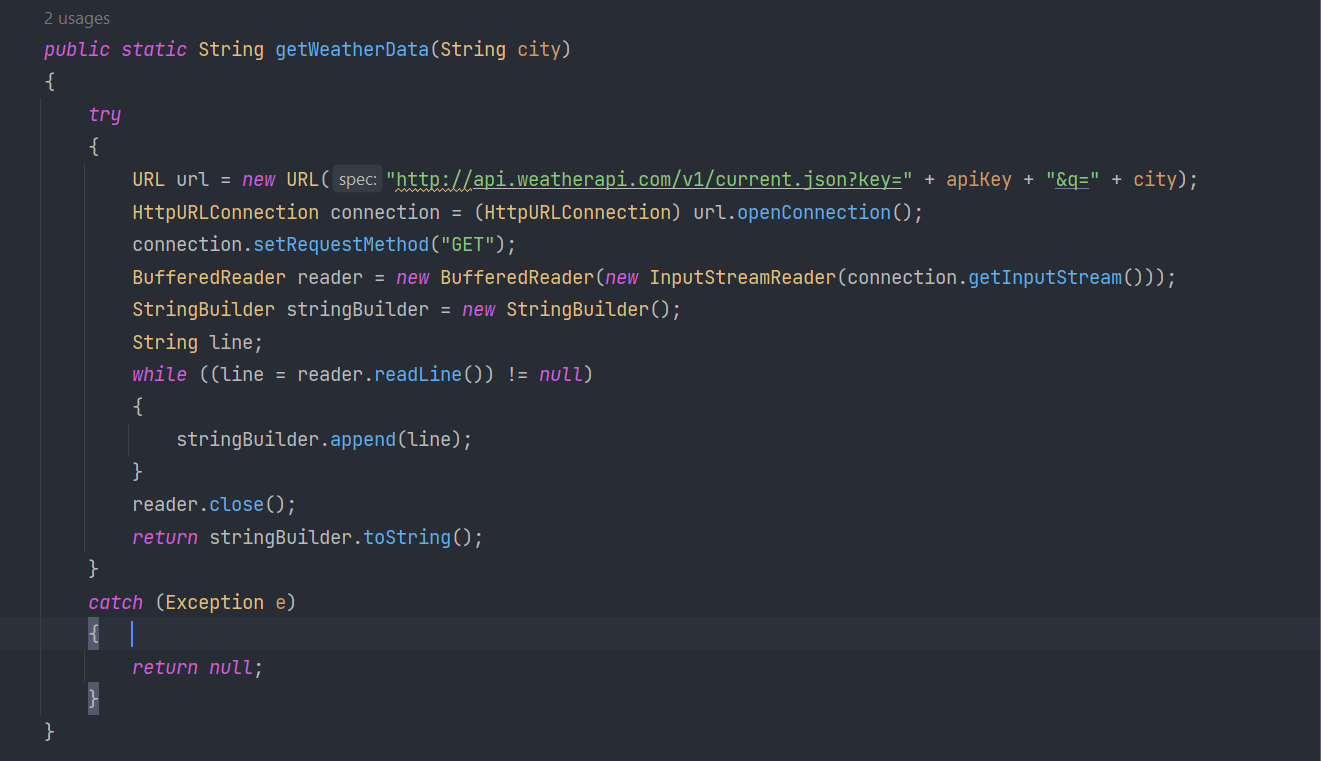 2 usages
public static String getWeatherData(String city)
{
    try
    {
        URL url = new URL( spec: "http://api.weatherapi.com/v1/current.json?key=" + apiKey + "&q=" + city);
        HttpURLConnection connection = (HttpURLConnection) url.openConnection();
        connection.setRequestMethod("GET");
        BufferedReader reader = new BufferedReader(new InputStreamReader(connection.getInputStream()));
        StringBuilder stringBuilder = new StringBuilder();
        String line;
        while ((line = reader.readLine()) != null)
        {
            stringBuilder.append(line);
        }
        reader.close();
        return stringBuilder.toString();
    }
    catch (Exception e)
    {
        return null;
    }
}